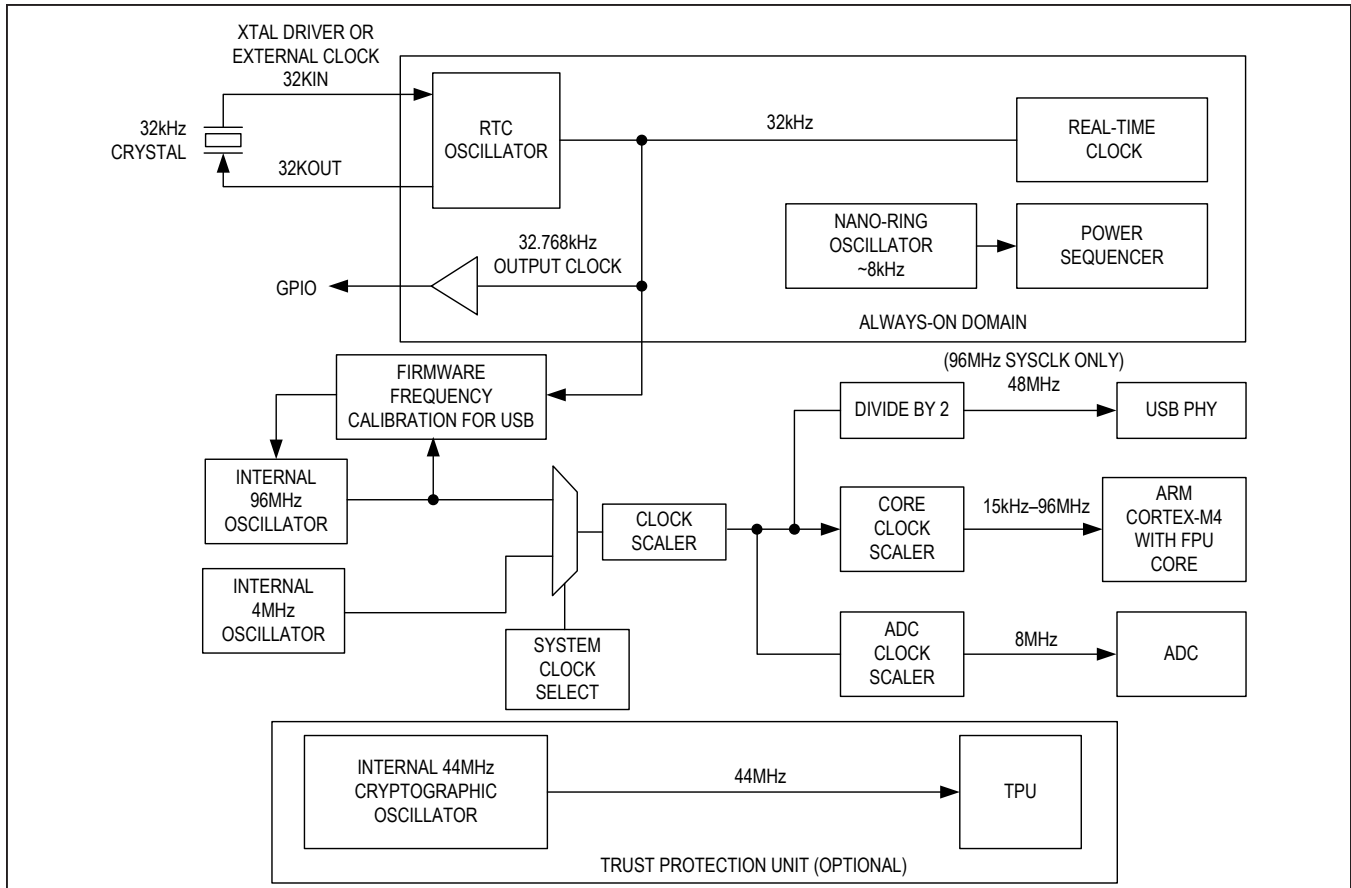 XTAL DRIVER OR
EXTERNAL CLOCK
32KIN
32kHz
CRYSTAL
32KOUT
RTC
OSCILLATOR
32kHz
REAL-TIME
CLOCK
NANO-RING
OSCILLATOR
~8kHz
POWER
SEQUENCER
32.768kHz
OUTPUT CLOCK
GPIO
ALWAYS-ON DOMAIN
FIRMWARE
FREQUENCY
CALIBRATION FOR USB
(96MHz SYSCLK ONLY)
48MHz
DIVIDE BY 2
USB PHY
INTERNAL
96MHz
OSCILLATOR
CLOCK
SCALER
CORE
CLOCK
SCALER
15kHz–96MHz
ARM
CORTEX-M4
WITH FPU
CORE
INTERNAL
4MHz
OSCILLATOR
SYSTEM
CLOCK
SELECT
ADC
CLOCK
SCALER
8MHz
ADC
INTERNAL 44MHz
CRYPTOGRAPHIC
OSCILLATOR
44MHz
TPU
TRUST PROTECTION UNIT (OPTIONAL)